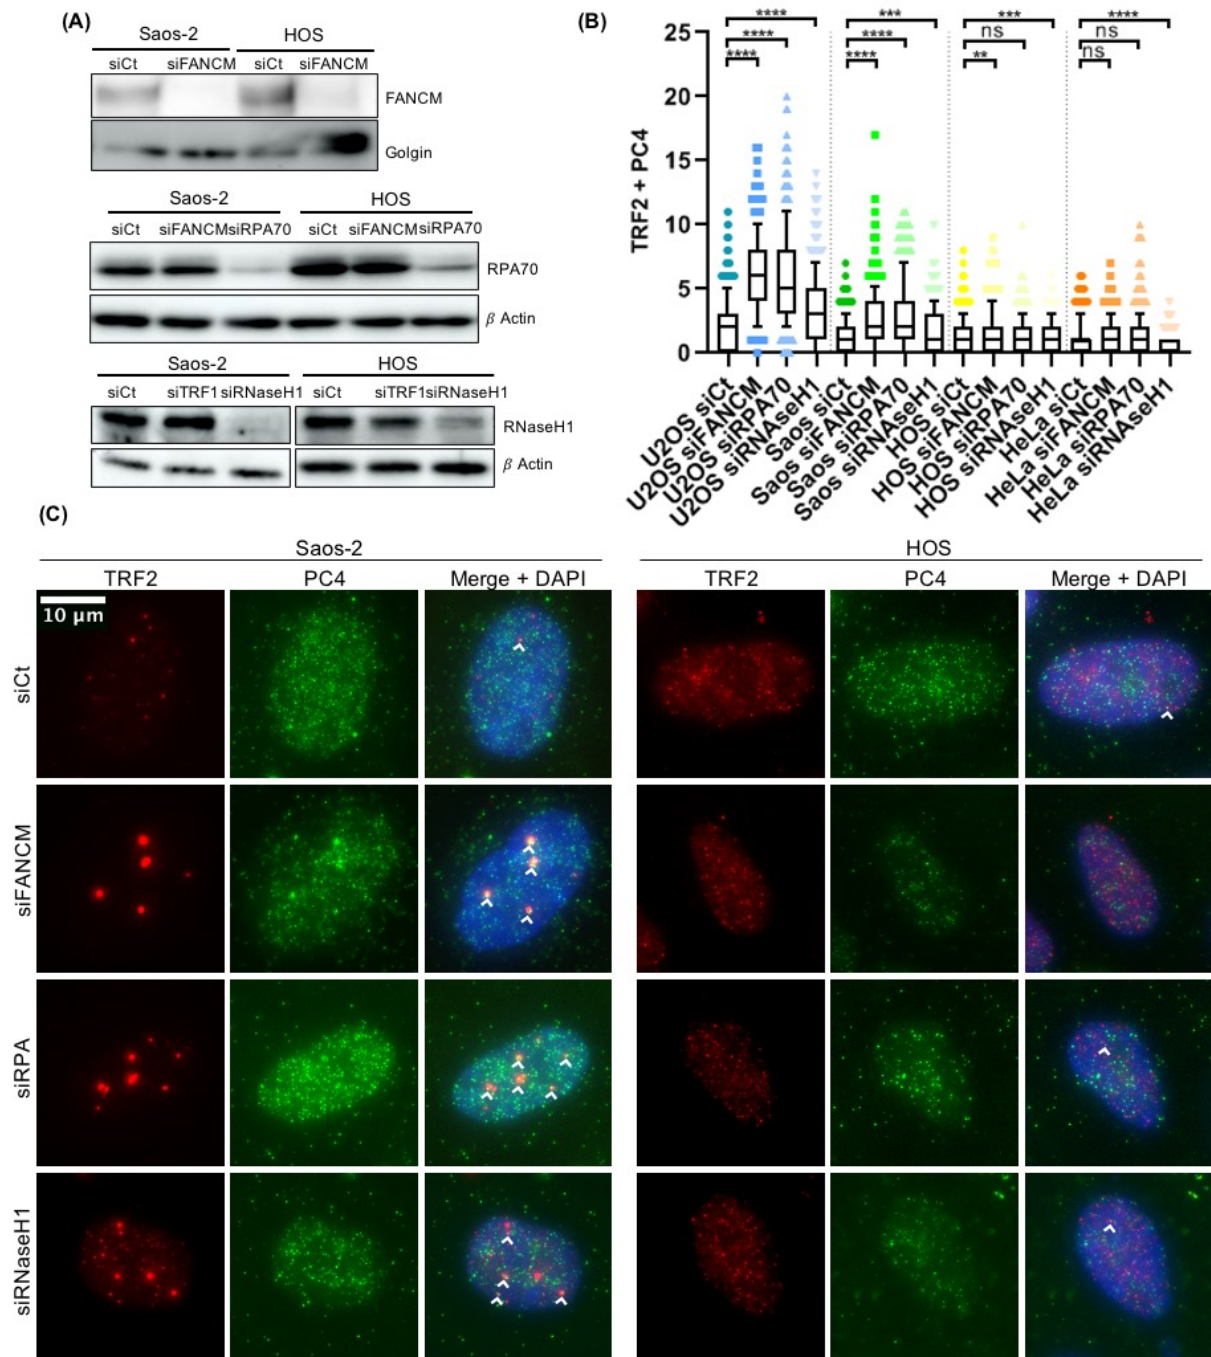 (A)
Saos-2 HOS
siCt siFANCM siCt siFANCM
FANCM
Golgin
Saos-2 HOS
siCt siFANCM siRPA70 siCt siFANCM siRPA70
RPA70
β Actin
Saos-2 HOS
siCt siTRF1 siRNaseH1 siCt siTRF1 siRNaseH1
RNaseH1
β Actin
(B)
**** *** *** ****
**** **** ns ns
**** **** ** ns
TRF2 + PC4
25
20
15
10
5
0
U2OS siCt
U2OS siFANCM
U2OS siRPA70
U2OS siRNAseH1
Saos siCt
Saos siFANCM
Saos siRPA70
Saos siRNAseH1
HOS siCt
HOS siFANCM
HOS siRPA70
HOS siRNAseH1
HeLa siCt
HeLa siFANCM
HeLa siRPA70
HeLa siRNAseH1
(C)
Saos-2 HOS
TRF2 PC4 Merge + DAPI TRF2 PC4 Merge + DAPI
10 μm
siCt
siFANCM
siRPA
siRNaseH1